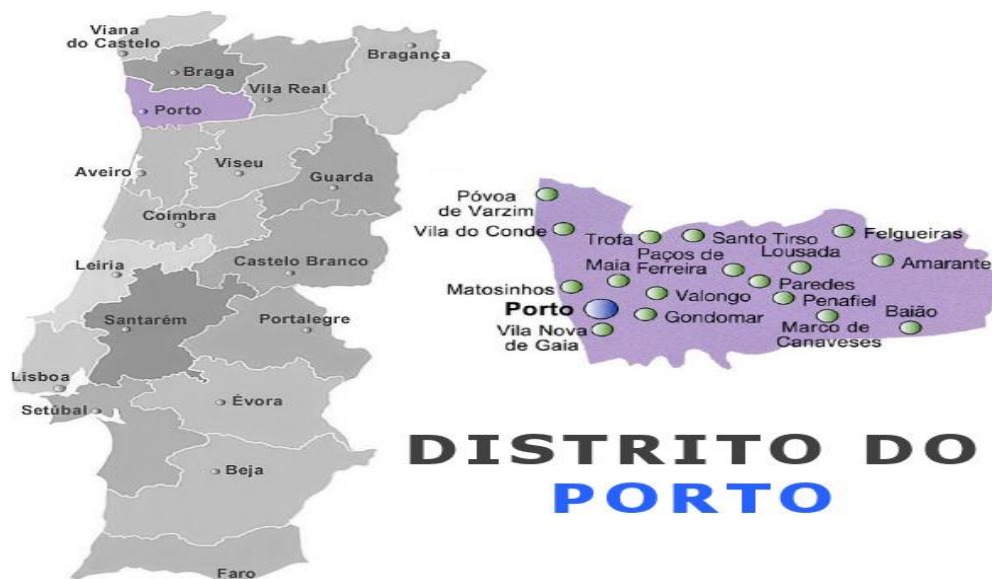 Viana
do Castelo
Bragança
Braga
Vila Real
Porto
Viseu
Aveiro
Guarda
Coímbra
Leiria
Castelo Branco
Santarém
Portalegre
Lisboa
Évora
Setúbal
Beja
Faro
Póvoa
de Varzim
Vila do Conde
Trofa
Santo Tirso
Felgueiras
Paços de
Ferreira
Lousada
Amarante
Maia
Matosinhos
Paredes
Valongo
Penafiel
Porto
Gondomar
Baião
Vila Nova
de Gaia
Marco de
Canaveses
DISTRITO DO
PORTO